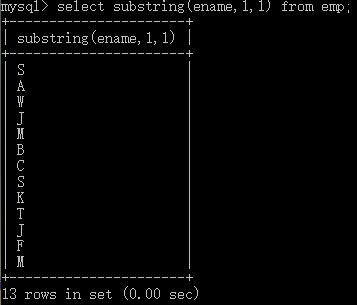 mysql> select substring(ename,1,1) from emp;
+----------------------+
| substring(ename,1,1) |
+----------------------+
| S                    |
| A                    |
| W                    |
| J                    |
| M                    |
| B                    |
| C                    |
| S                    |
| K                    |
| T                    |
| J                    |
| F                    |
| M                    |
+----------------------+
13 rows in set (0.00 sec)